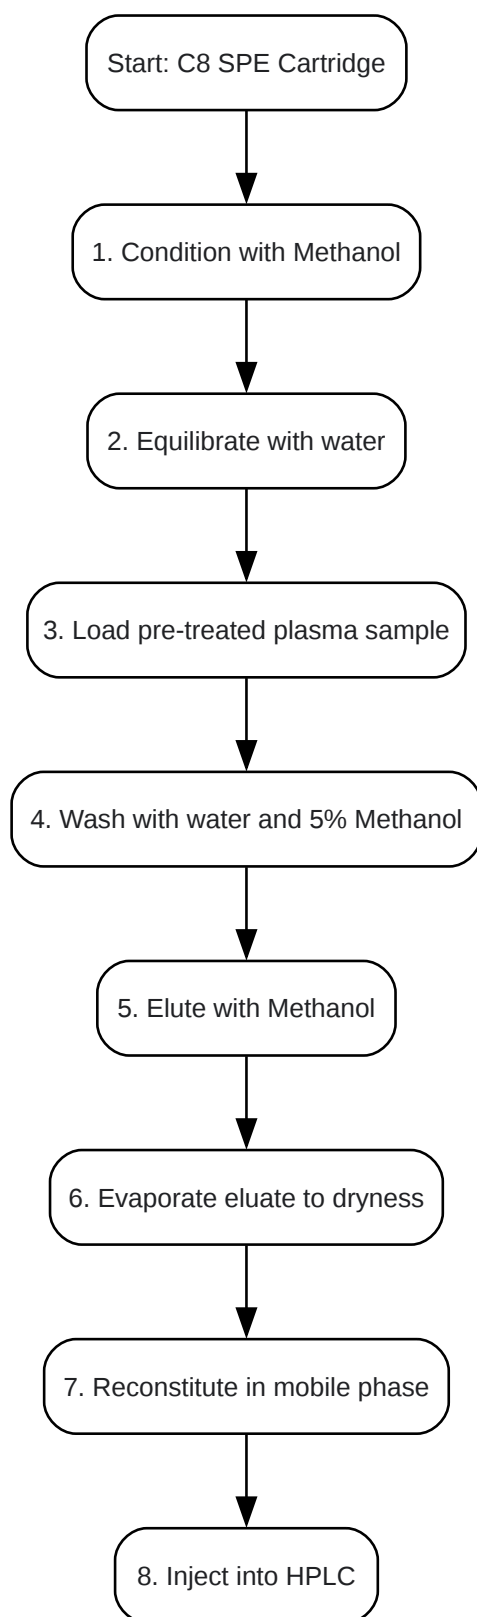 Start: C8 SPE Cartridge
1. Condition with Methanol
2. Equilibrate with water
3. Load pre-treated plasma sample
4. Wash with water and 5% Methanol
5. Elute with Methanol
6. Evaporate eluate to dryness
7. Reconstitute in mobile phase
8. Inject into HPLC